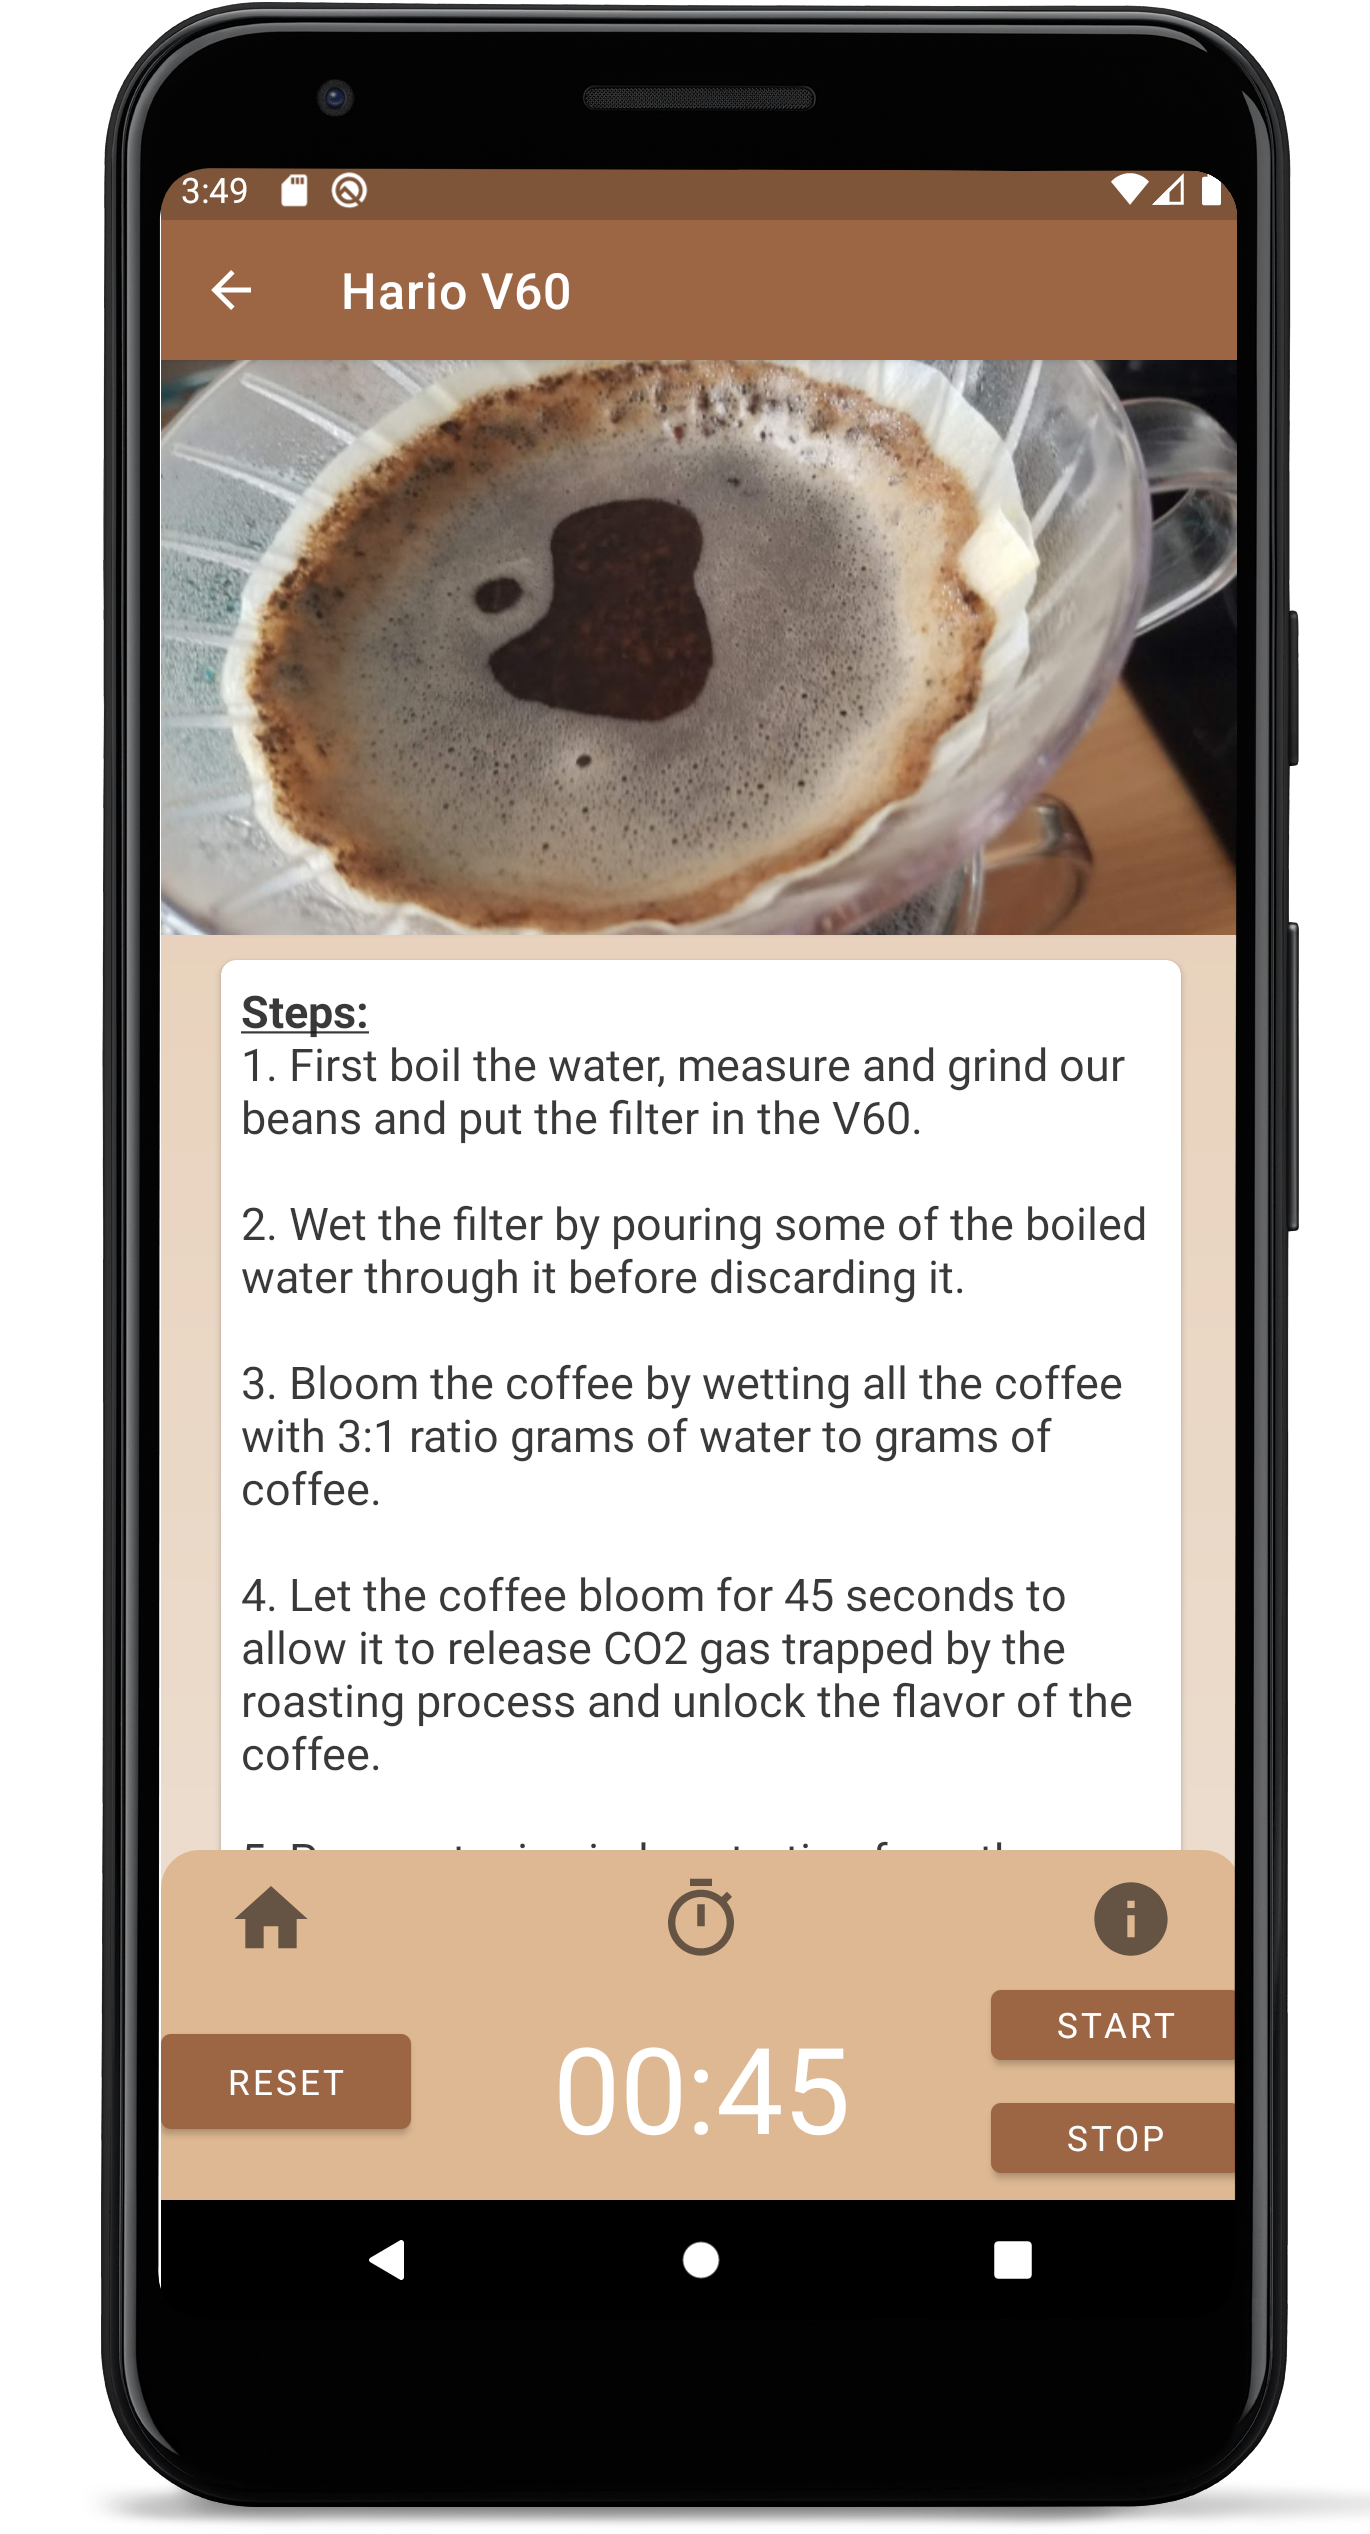 3:49
Hario V60
Steps:
1. First boil the water, measure and grind our
beans and put the filter in the V60.
2. Wet the filter by pouring some of the boiled
water through it before discarding it.
3. Bloom the coffee by wetting all the coffee
with 3:1 ratio grams of water to grams of
coffee.
4. Let the coffee bloom for 45 seconds to
allow it to release CO2 gas trapped by the
roasting process and unlock the flavor of the
coffee.
START
RESET
00:45
STOP